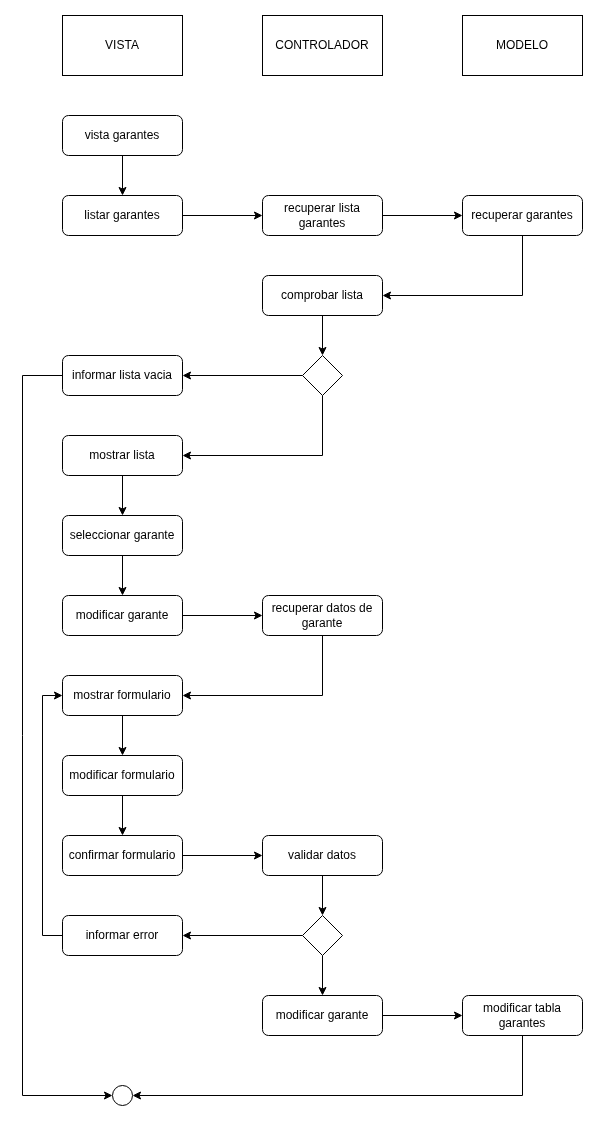 VISTA
CONTROLADOR
MODELO
vista garantes
listar garantes
recuperar lista
garantes
recuperar garantes
comprobar lista
informar lista vacia
mostrar lista
seleccionar garante
modificar garante
recuperar datos de
garante
mostrar formulario
modificar formulario
confirmar formulario
validar datos
informar error
modificar garante
modificar tabla
garantes